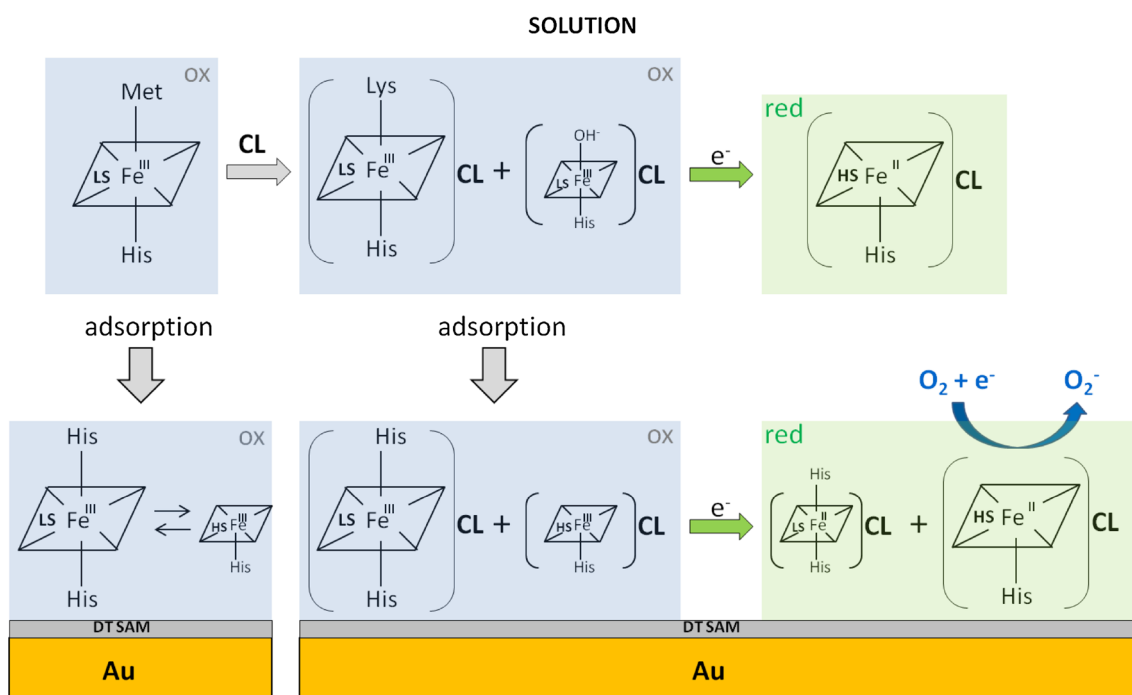 SOLUTION
OX
Met
LS Fe III
His
CL
OX
Lys
LS Fe III
His
CL
+
OH-
LS Fe III
His
CL
e-
red
HS Fe II
His
CL
adsorption
adsorption
O2 + e-
O2-
OX
His
LS Fe III
His
HS Fe III
His
OX
His
LS Fe III
His
CL
+
HS Fe III
His
CL
e-
red
His
LS Fe II
His
CL
+
HS Fe II
His
CL
DT SAM
DT SAM
Au
Au